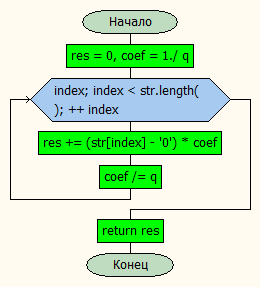 Начало
res = 0, coef = 1./ q
index; index < str.length(
); ++ index
res += (str[index] - '0') * coef
coef /= q
return res
Конец